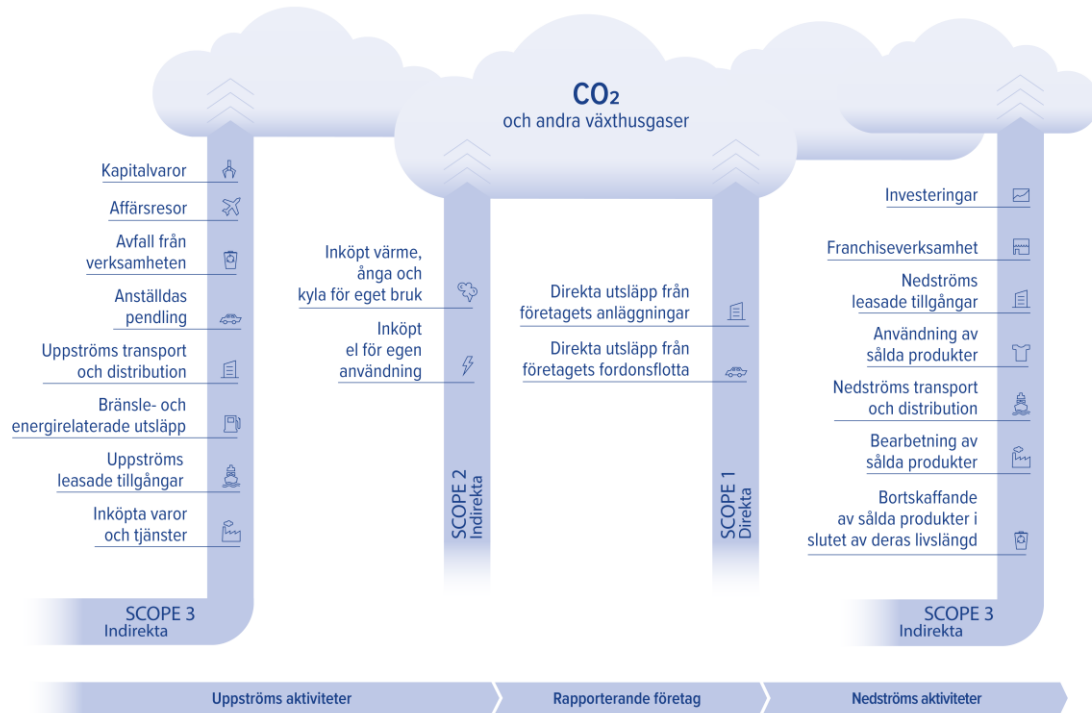 CO₂
och andra växthusgaser
Kapitalvaror
Affärsresor
Avfall från
verksamheten
Anställdas
pendling
Uppströms transport
och distribution
Bränsle- och
energirelaterade utsläpp
Uppströms
leasade tillgångar
Inköpta varor
och tjänster
SCOPE 3
Indirekta
Inköpt värme,
ånga och
kyla för eget bruk
Inköpt
el för egen
användning
SCOPE 2
Indirekta
Direkta utsläpp från
företagets anläggningar
Direkta utsläpp från
företagets fordonsflotta
SCOPE 1
Direkta
Investeringar
Franchiseverksamhet
Nedströms
leasade tillgångar
Användning av
sålda produkter
Nedströms transport
och distribution
Bearbetning av
sålda produkter
Bortskaffande
av sålda produkter i
slutet av deras livslängd
SCOPE 3
Indirekta
Uppströms aktiviteter
Rapporterande företag
Nedströms aktiviteter